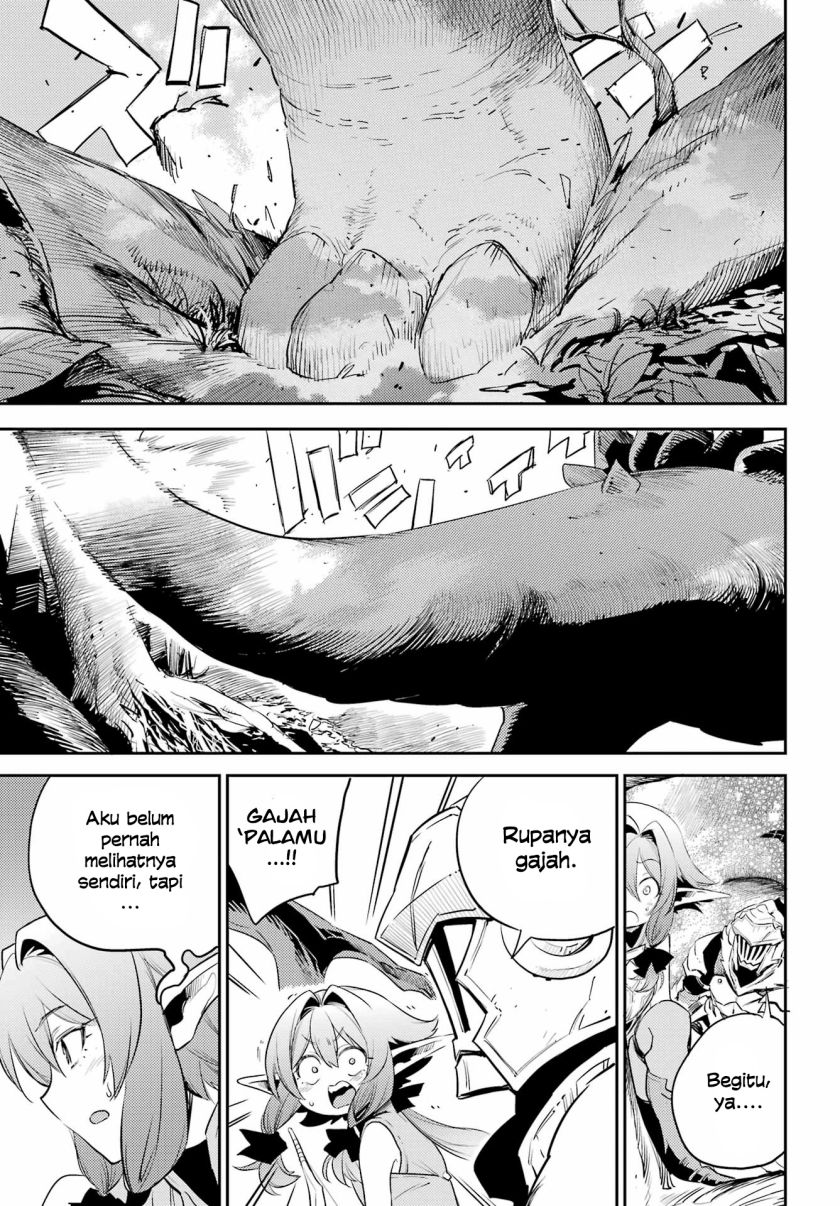 Begitu,
ya....
Rupanya
gajah.
GAJAH
‘PALAMU
...!!
Aku belum
pernah
melihatnya
sendiri, tapi
...